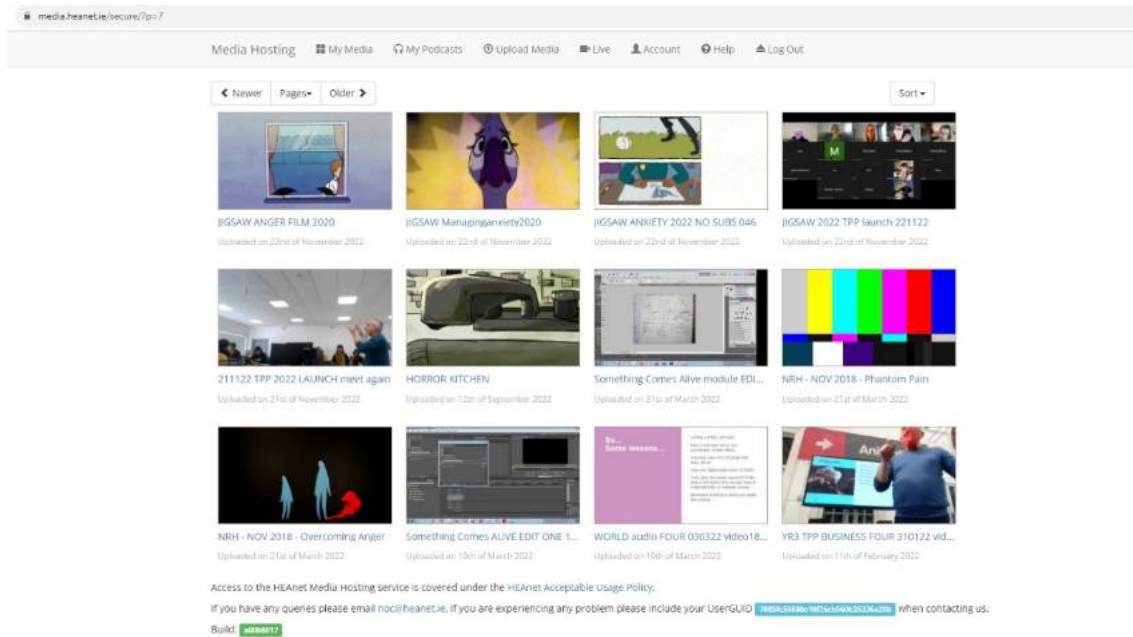 media.heanet.ie/secure/?p=7
Media Hosting My Media My Podcasts Upload Media Live Account Help Log Out
Newer Pages Older Sort
JIGSAW ANGER FILM 2020 JIGSAW Managinganxiety2020 JIGSAW ANXIETY 2022 NO SUBS 046 JIGSAW 2022 TPP launch 221122
Uploaded on 22nd of November 2022 Uploaded on 22nd of November 2022 Uploaded on 22nd of November 2022 Uploaded on 22nd of November 2022
M
211122 TPP 2022 LAUNCH meet again HORROR KITCHEN Something Comes Alive module EDI... NRH - NOV 2018 - Phantom Pain
Uploaded on 21st of November 2022 Uploaded on 12th of September 2022 Uploaded on 31st of March 2022 Uploaded on 21st of March 2022
So...
Some lessons...
Ani
NRH - NOV 2018 - Overcoming Anger Something Comes ALIVE EDIT ONE 1... WORLD audio FOUR 030322 video18... YR3 TPP BUSINESS FOUR 310122 vid...
Uploaded on 21st of March 2022 Uploaded on 10th of March 2022 Uploaded on 10th of March 2022 Uploaded on 11th of February 2022
Access to the HEAnet Media Hosting service is covered under the HEAnet Acceptable Usage Policy.
If you have any queries please email noc@heanet.ie. If you are experiencing any problem please include your UserGUID when contacting us.
Build: